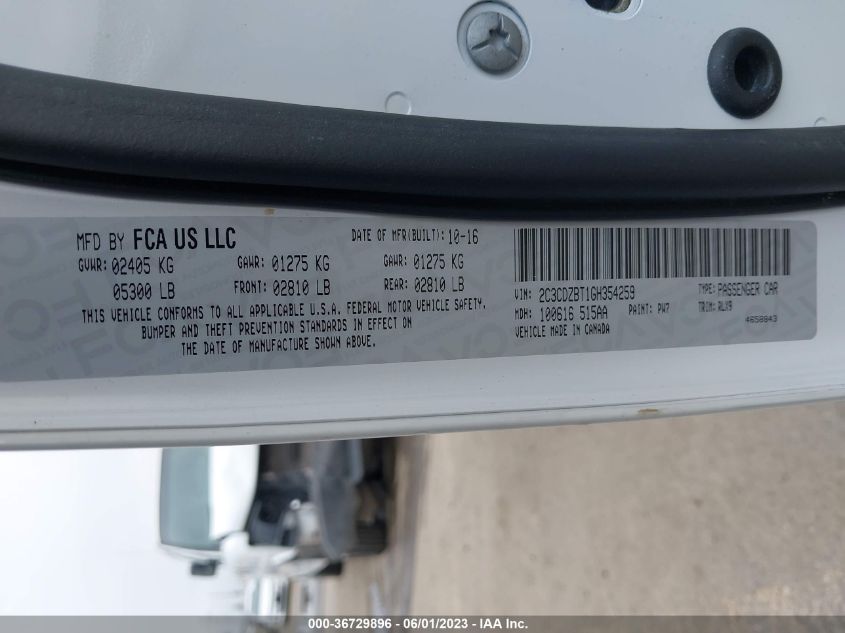 MFD BY FCA US LLC
DATE OF MFR(BUILT): 10-16
GVWR: 02405 KG GAWR: 01275 KG GAWR: 01275 KG
05300 LB FRONT: 02810 LB REAR: 02810 LB
THIS VEHICLE CONFORMS TO ALL APPLICABLE U.S.A. FEDERAL MOTOR VEHICLE SAFETY,
BUMPER AND THEFT PREVENTION STANDARDS IN EFFECT ON
THE DATE OF MANUFACTURE SHOWN ABOVE.
VIN: 2C3CDZBT1GH354259 TYPE: PASSENGER CAR
MDH: 100616 515AA PAINT: PW7 TRIM: RLX9
VEHICLE MADE IN CANADA 4658843
000-36729896 - 06/01/2023 - IAA Inc.